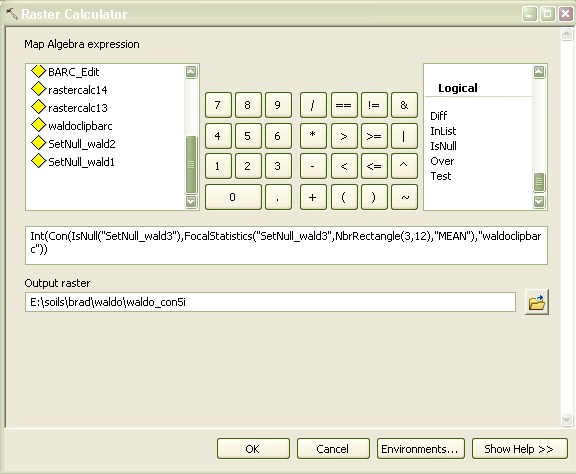 Raster Calculator
Map Algebra expression
BARC_Edit
rastercalc14
rastercalc13
waldoclipbarc
SetNull_wald2
SetNull_wald1
7 8 9 / == != &
4 5 6 * > >= |
1 2 3 - < <= ^
0 . + ( ) ~
Logical
Diff
InList
IsNull
Over
Test
Int(Con(IsNull("SetNull_wald3"),FocalStatistics("SetNull_wald3",NbrRectangle(3,12),"MEAN"),"waldoclipbar
c"))
Output raster
E:\soils\brad\waldo\waldo_con5i
OK Cancel Environments... Show Help >>